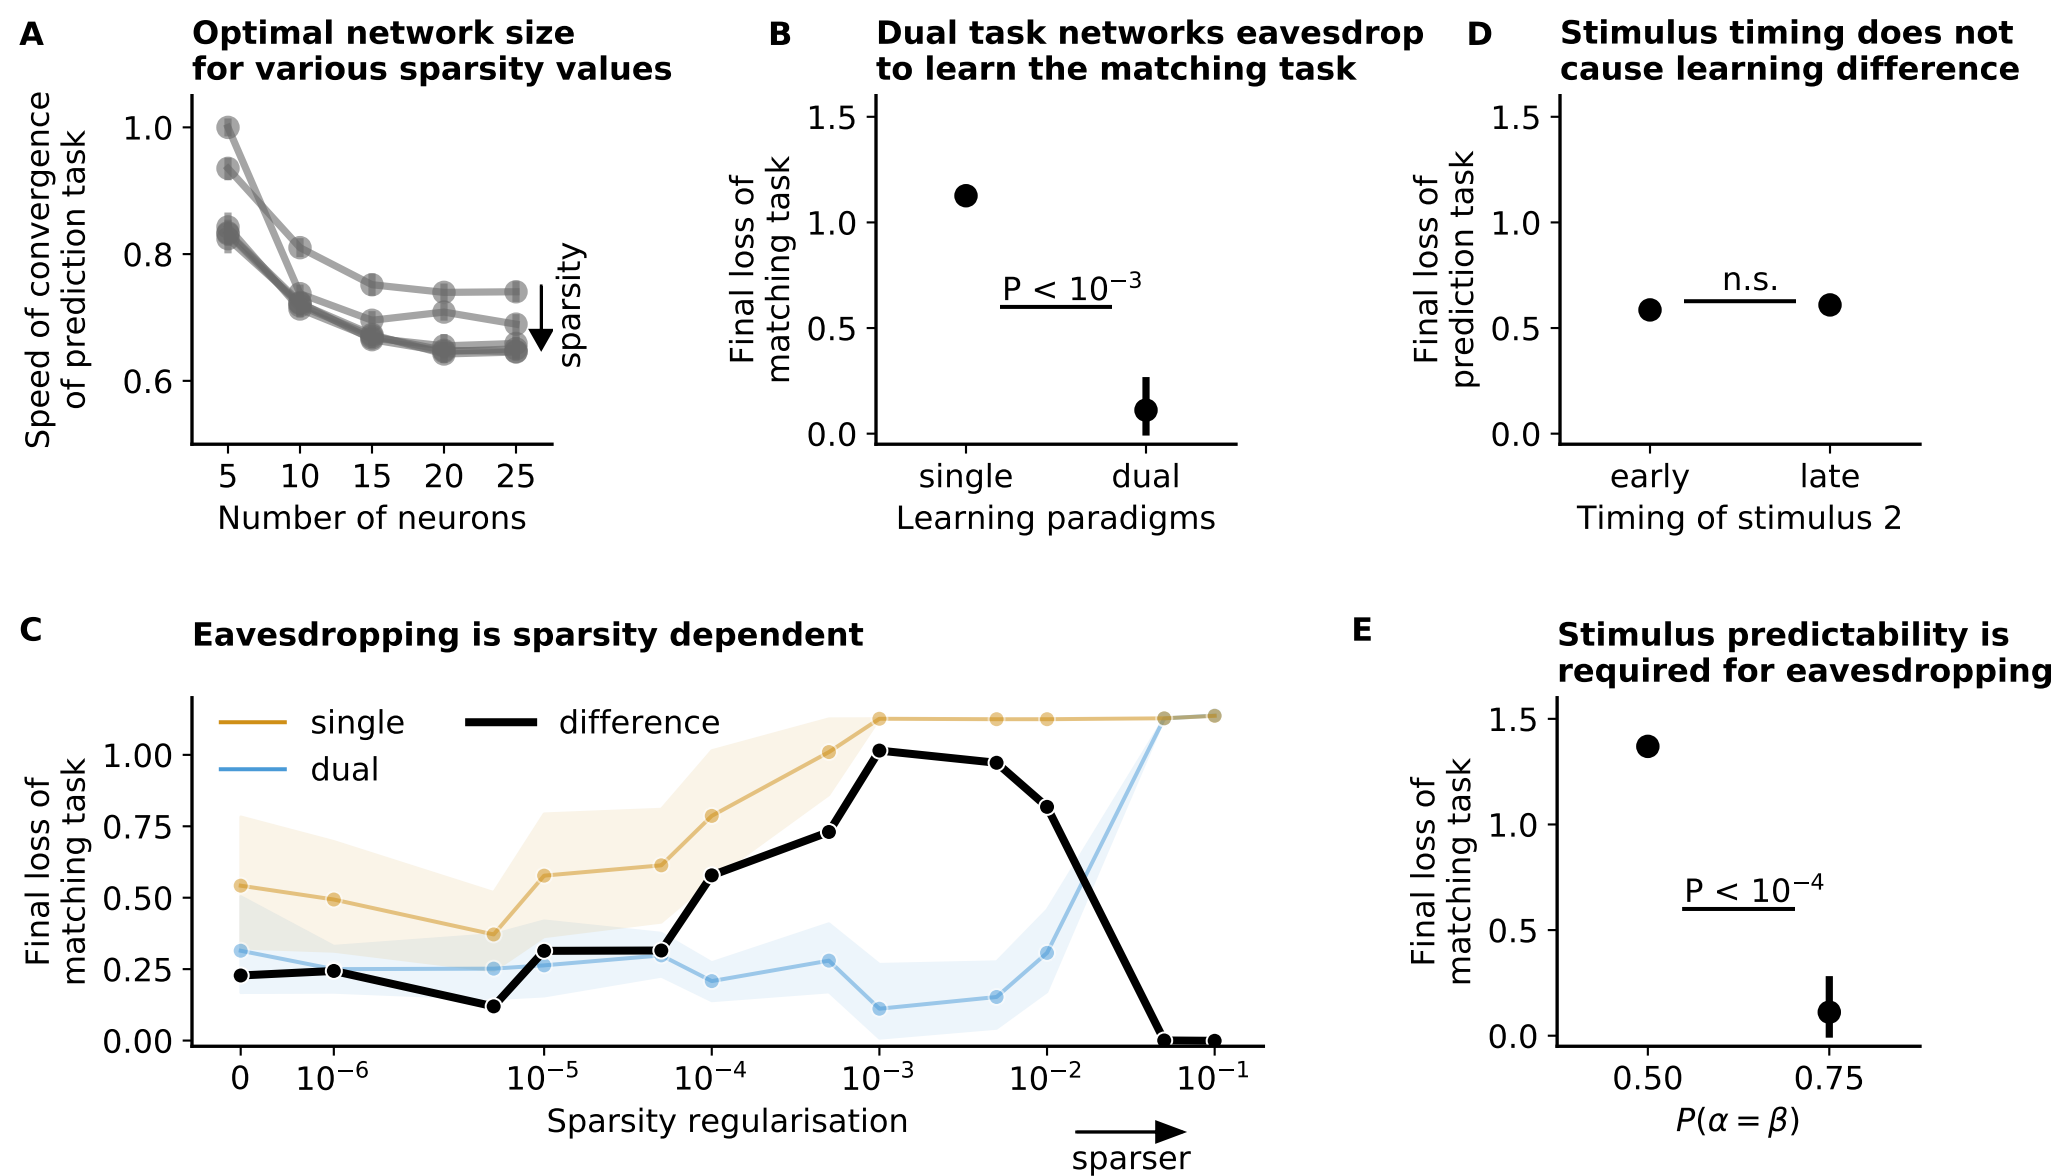 A
Optimal network size
for various sparsity values
Speed of convergence
of prediction task
1.0
0.8
0.6
sparsity
5 10 15 20 25
Number of neurons
B
Dual task networks eavesdrop
to learn the matching task
Final loss of
matching task
1.5
1.0
0.5
0.0
P < 10⁻³
single dual
Learning paradigms
D
Stimulus timing does not
cause learning difference
Final loss of
prediction task
1.5
1.0
0.5
0.0
n.s.
early late
Timing of stimulus 2
C
Eavesdropping is sparsity dependent
Final loss of
matching task
1.00
0.75
0.50
0.25
0.00
single difference
dual
0 10⁻⁶ 10⁻⁵ 10⁻⁴ 10⁻³ 10⁻² 10⁻¹
Sparsity regularisation
sparser
E
Stimulus predictability is
required for eavesdropping
Final loss of
matching task
1.5
1.0
0.5
0.0
P < 10⁻⁴
0.50 0.75
P(α = β)